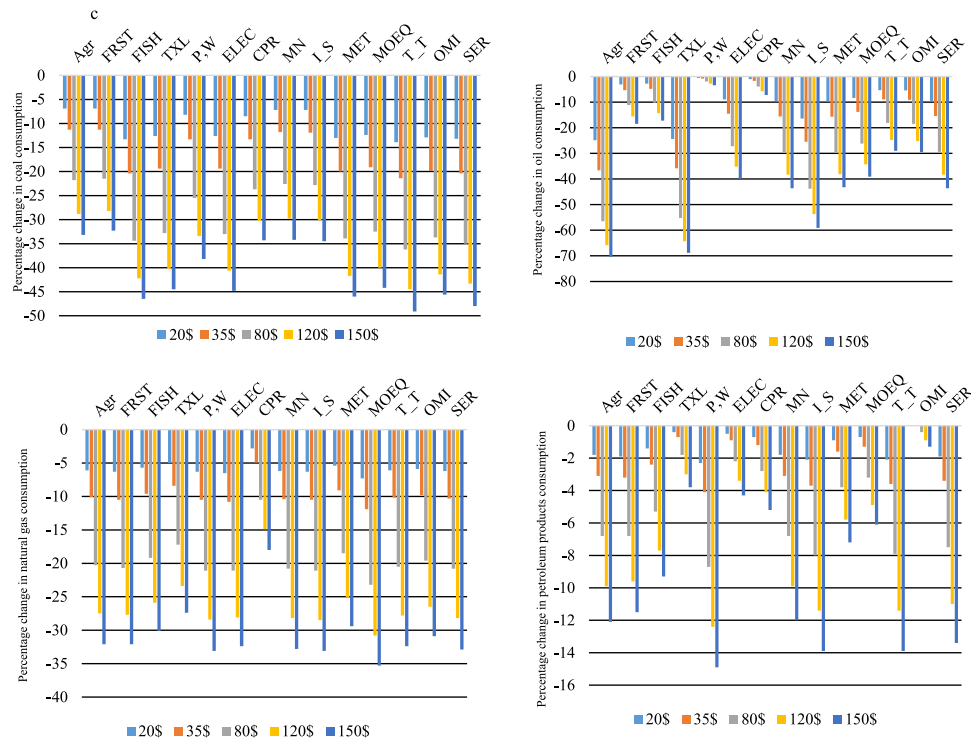 c
Agr FRST FISH TXL P,W ELEC CPR MN I_S MET MOEQ T_T OMI SER
Percentage change in coal consumption
0
-5
-10
-15
-20
-25
-30
-35
-40
-45
-50
20$ 35$ 80$ 120$ 150$
Agr FRST FISH TXL P,W ELEC CPR MN I_S MET MOEQ T_T OMI SER
Percentage change in oil consumption
0
-10
-20
-30
-40
-50
-60
-70
-80
20$ 35$ 80$ 120$ 150$
Agr FRST FISH TXL P,W ELEC CPR MN I_S MET MOEQ T_T OMI SER
Percentage change in natural gas consumption
0
-5
-10
-15
-20
-25
-30
-35
-40
20$ 35$ 80$ 120$ 150$
Agr FRST FISH TXL P,W ELEC CPR MN I_S MET MOEQ T_T OMI SER
Percentage change in petroleum products consumption
0
-2
-4
-6
-8
-10
-12
-14
-16
20$ 35$ 80$ 120$ 150$